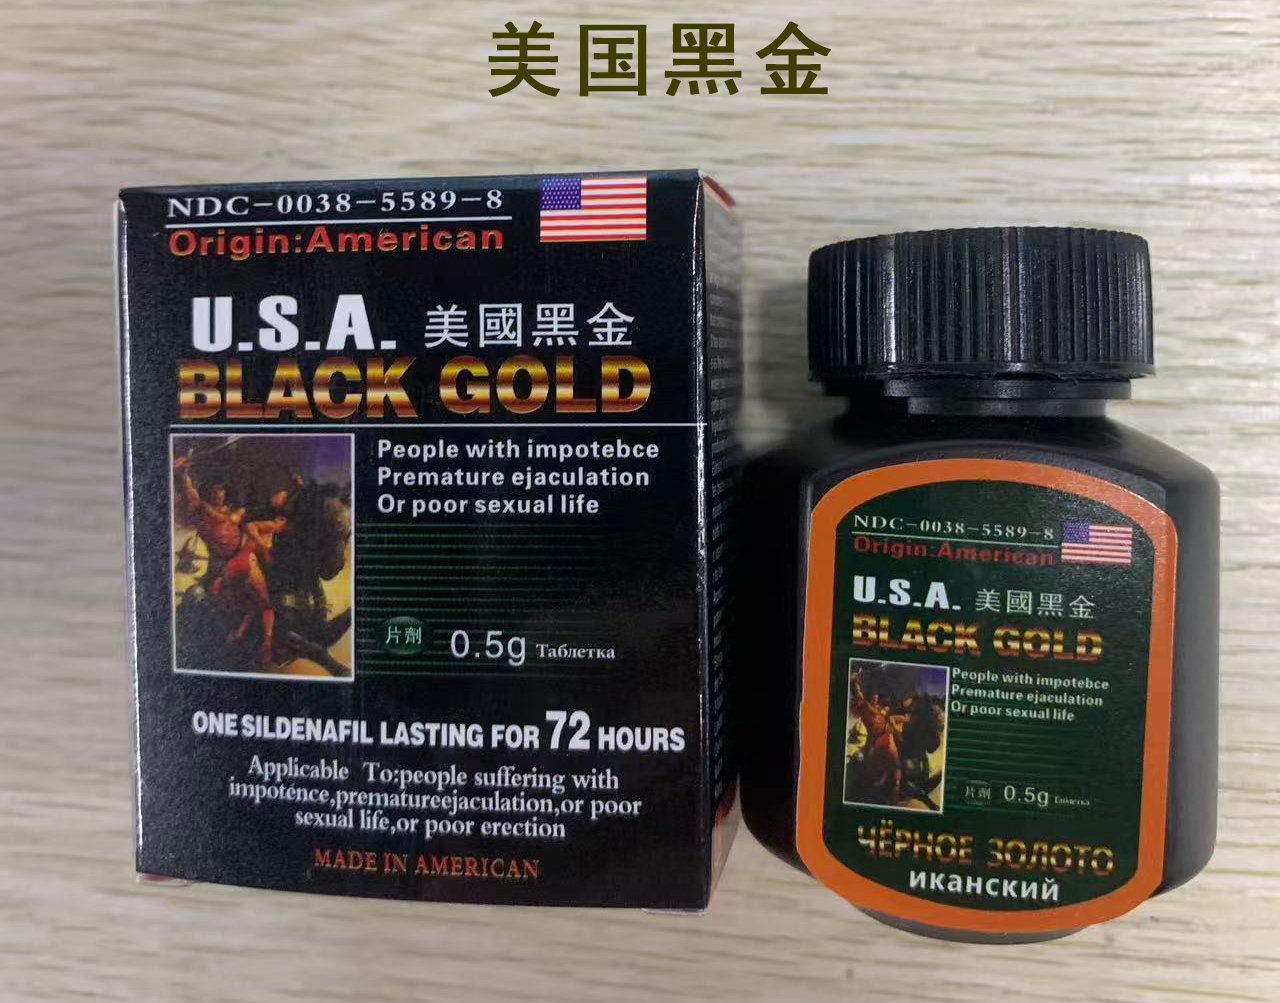 美国黑金
NDC-0038-5589-8
Origin:American
U.S.A. 美國黑金
BLACK GOLD
People with impotebce
Premature ejaculation
Or poor sexual life
片劑 0.5g Таблетка
ONE SILDENAFIL LASTING FOR 72 HOURS
Applicable To:people suffering with
impotence,prematureejaculation,or poor
sexual life,or poor erection
MADE IN AMERICAN
NDC-0038-5589-8
Origin:American
U.S.A. 美國黑金
BLACK GOLD
People with impotebce
Premature ejaculation
Or poor sexual life
片劑 0.5g Таблетка
ЧЁРНОЕ ЗОЛОТО
иканский